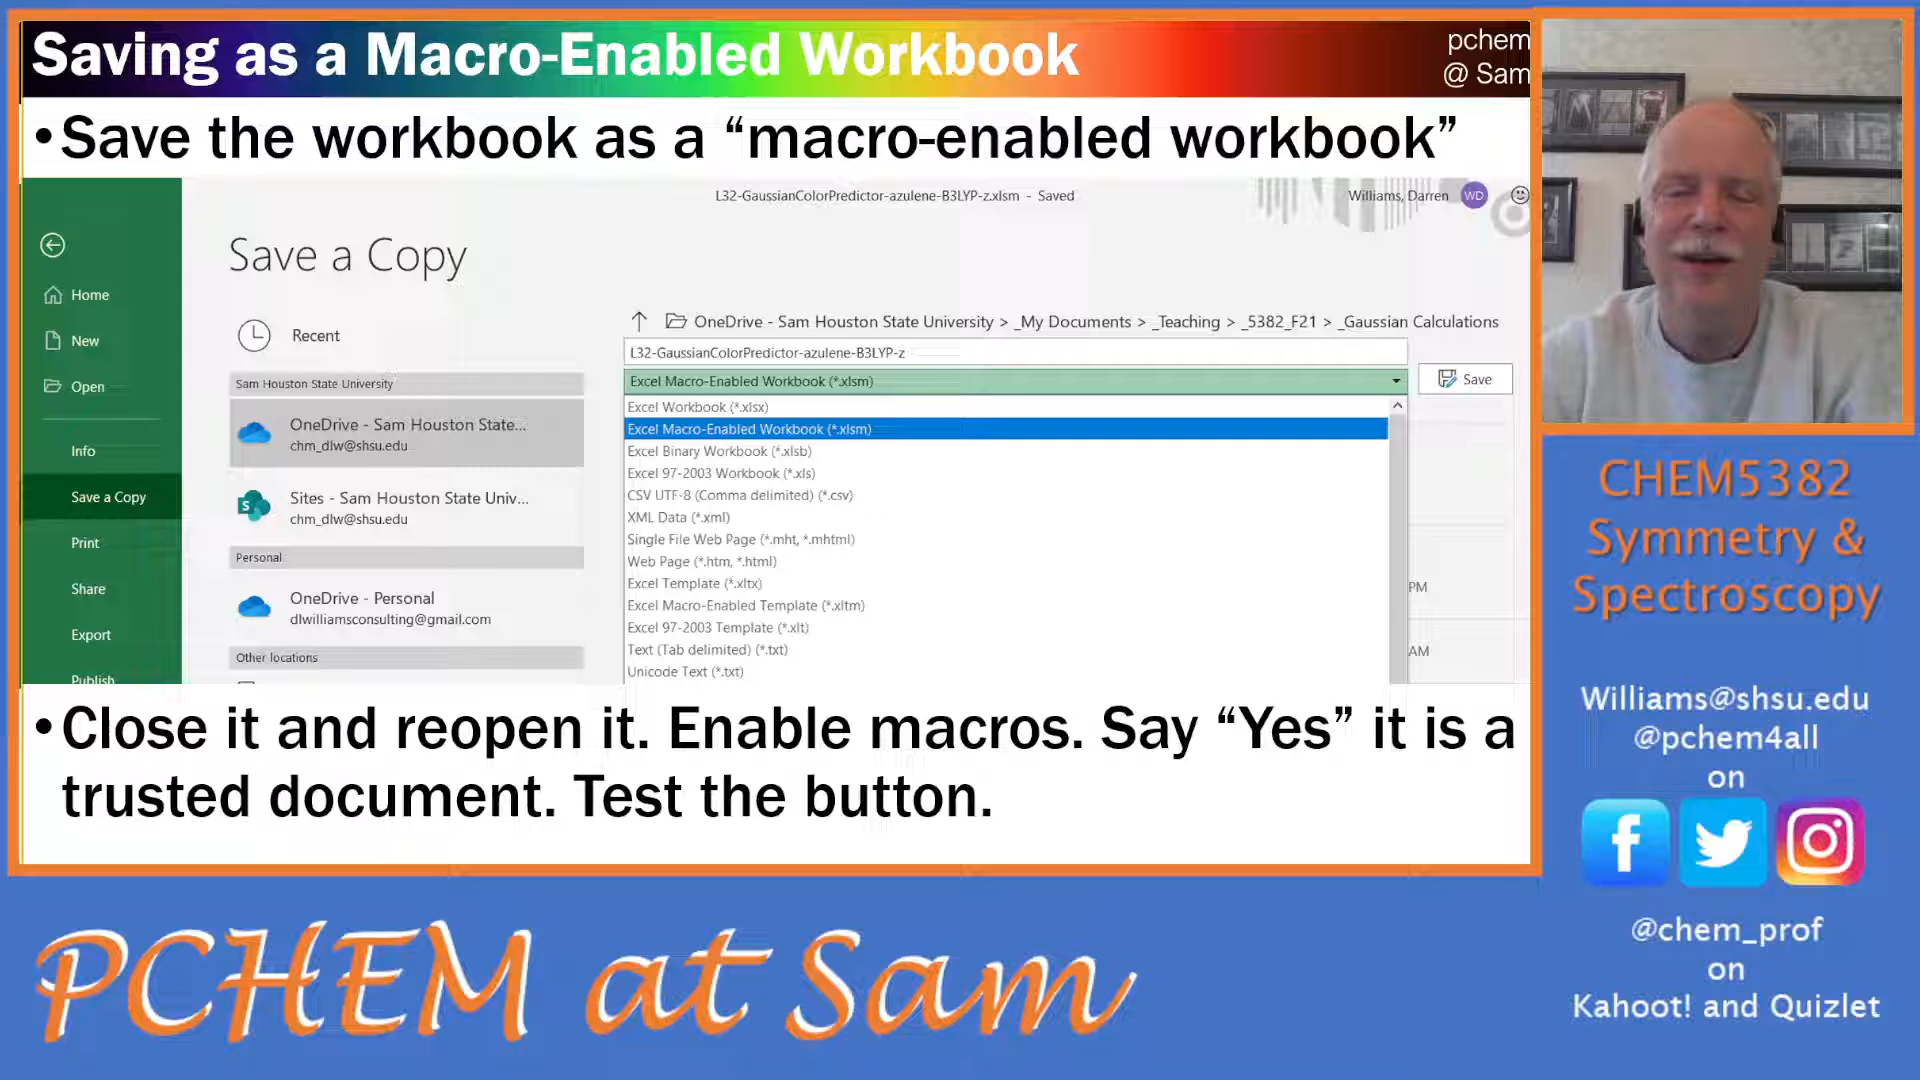 Saving as a Macro-Enabled Workbook
pchem
@ Sam
•Save the workbook as a “macro-enabled workbook”
L32-GaussianColorPredictor-azulene-B3LYP-z.xlsm - Saved
Williams, Darren
WD
Save a Copy
Home
New
Open
Info
Save a Copy
Print
Share
Export
Publish
Recent
Sam Houston State University
OneDrive - Sam Houston State...
chm_dlw@shsu.edu
Sites - Sam Houston State Univ...
chm_dlw@shsu.edu
Personal
OneDrive - Personal
dlwilliamsconsulting@gmail.com
Other locations
OneDrive - Sam Houston State University > _My Documents > _Teaching > _5382_F21 > _Gaussian Calculations
L32-GaussianColorPredictor-azulene-B3LYP-z
Excel Macro-Enabled Workbook (*.xlsm)
Save
Excel Workbook (*.xlsx)
Excel Macro-Enabled Workbook (*.xlsm)
Excel Binary Workbook (*.xlsb)
Excel 97-2003 Workbook (*.xls)
CSV UTF-8 (Comma delimited) (*.csv)
XML Data (*.xml)
Single File Web Page (*.mht, *.mhtml)
Web Page (*.htm, *.html)
Excel Template (*.xltx)
Excel Macro-Enabled Template (*.xltm)
Excel 97-2003 Template (*.xlt)
Text (Tab delimited) (*.txt)
Unicode Text (*.txt)
PM
AM
•Close it and reopen it. Enable macros. Say “Yes” it is a
trusted document. Test the button.
CHEM5382
Symmetry &
Spectroscopy
Williams@shsu.edu
@pchem4all
on
@chem_prof
on
Kahoot! and Quizlet
PCHEM at Sam